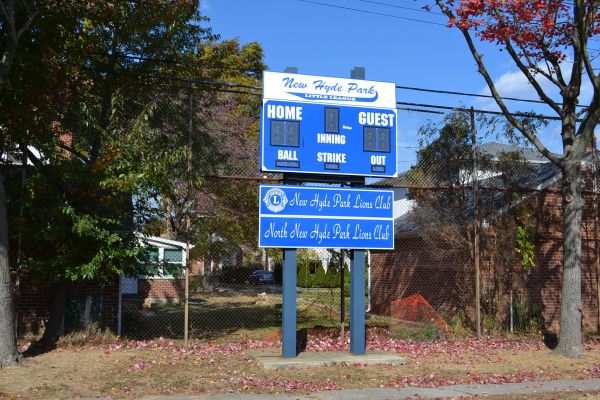 New Hyde Park
LITTLE LEAGUE
HOME GUEST
INNING
BALL STRIKE OUT
L
New Hyde Park Lions Club
North New Hyde Park Lions Club